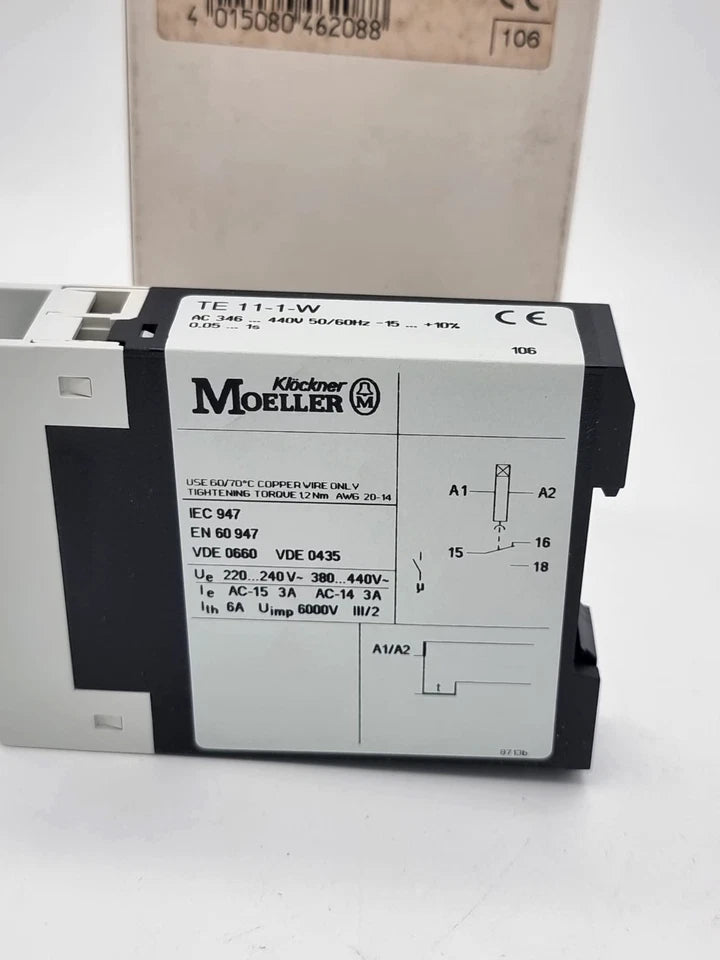 4 015080 462088
106
TE 11-1-W
AC 346 ... 440V 50/60Hz -15 ... +10%
0.05 ... 1s
CE
106
Klöckner
MOELLER
M
USE 60/70°C COPPER WIRE ONLY
TIGHTENING TORQUE 1,2 Nm AWG 20-14
IEC 947
EN 60 947
VDE 0660 VDE 0435
Ue 220...240 V~ 380...440V~
Ie AC-15 3A AC-14 3A
Ith 6A Uimp 6000V III/2
A1 A2
15 16
18
µ
A1/A2
t